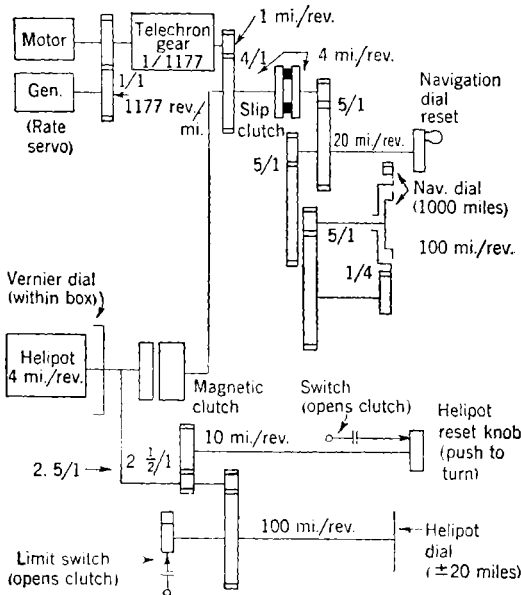 Motor
Telechron
gear
1/1177
1 mi./rev.
4/1
4 mi./rev.
Gen.
1/1
1177 rev./
mi.
(Rate
servo)
Slip
clutch
5/1
Navigation
dial
reset
20 mi./rev.
5/1
Nav. dial
(1000 miles)
5/1
100 mi./rev.
1/4
Vernier dial
(within box)
Helipot
4 mi./rev.
Magnetic
clutch
Switch
(opens clutch)
Helipot
reset knob
(push to
turn)
10 mi./rev.
2. 5/1
2 1/2/1
100 mi./rev.
Limit switch
(opens clutch)
Helipot
dial
(±20 miles)